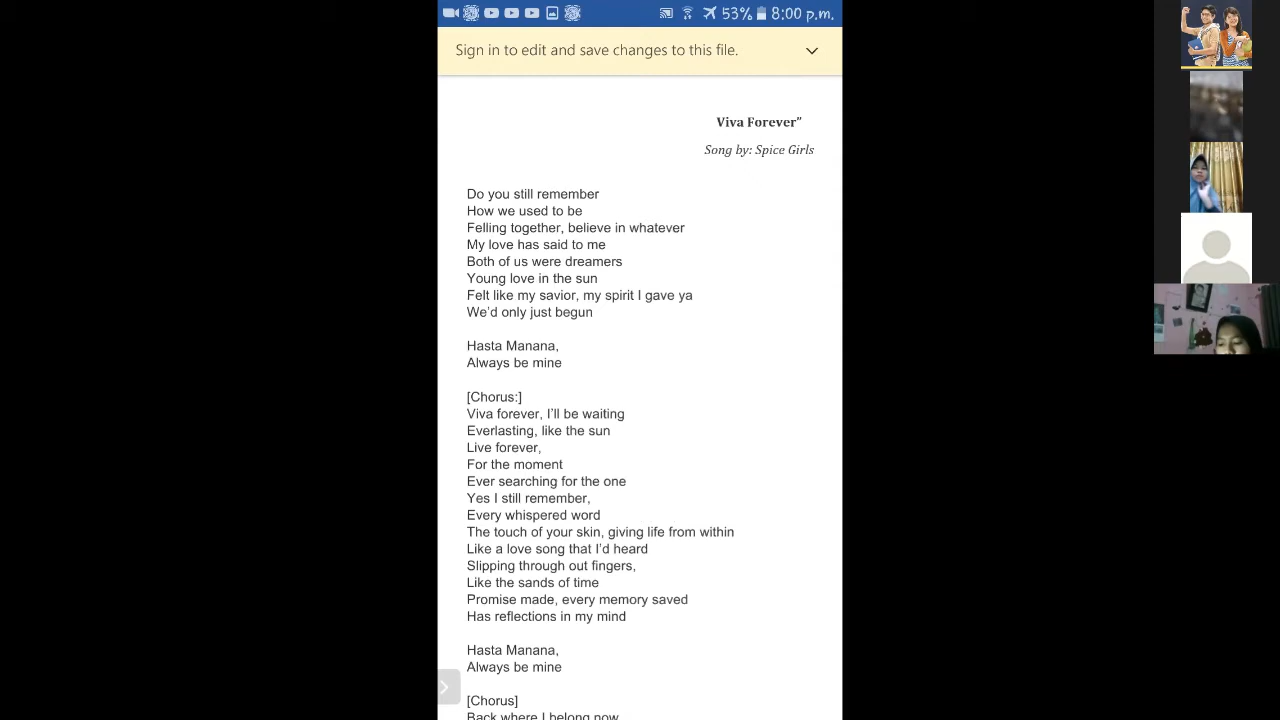 53% 8:00 p.m.
Sign in to edit and save changes to this file.
Viva Forever”
Song by: Spice Girls
Do you still remember
How we used to be
Felling together, believe in whatever
My love has said to me
Both of us were dreamers
Young love in the sun
Felt like my savior, my spirit I gave ya
We’d only just begun
Hasta Manana,
Always be mine
[Chorus:]
Viva forever, I’ll be waiting
Everlasting, like the sun
Live forever,
For the moment
Ever searching for the one
Yes I still remember,
Every whispered word
The touch of your skin, giving life from within
Like a love song that I’d heard
Slipping through out fingers,
Like the sands of time
Promise made, every memory saved
Has reflections in my mind
Hasta Manana,
Always be mine
[Chorus]
Back where I belong now